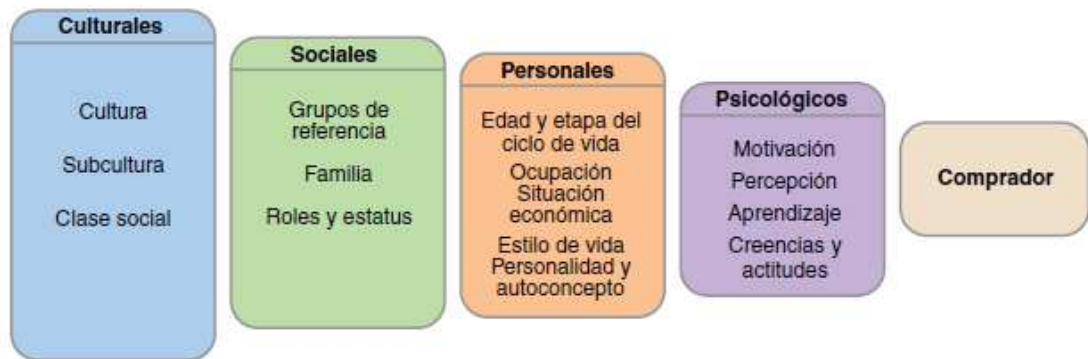 Culturales
Cultura
Subcultura
Clase social
Sociales
Grupos de
referencia
Familia
Roles y estatus
Personales
Edad y etapa del
ciclo de vida
Ocupación
Situación
económica
Estilo de vida
Personalidad y
autoconcepto
Psicológicos
Motivación
Percepción
Aprendizaje
Creencias y
actitudes
Comprador